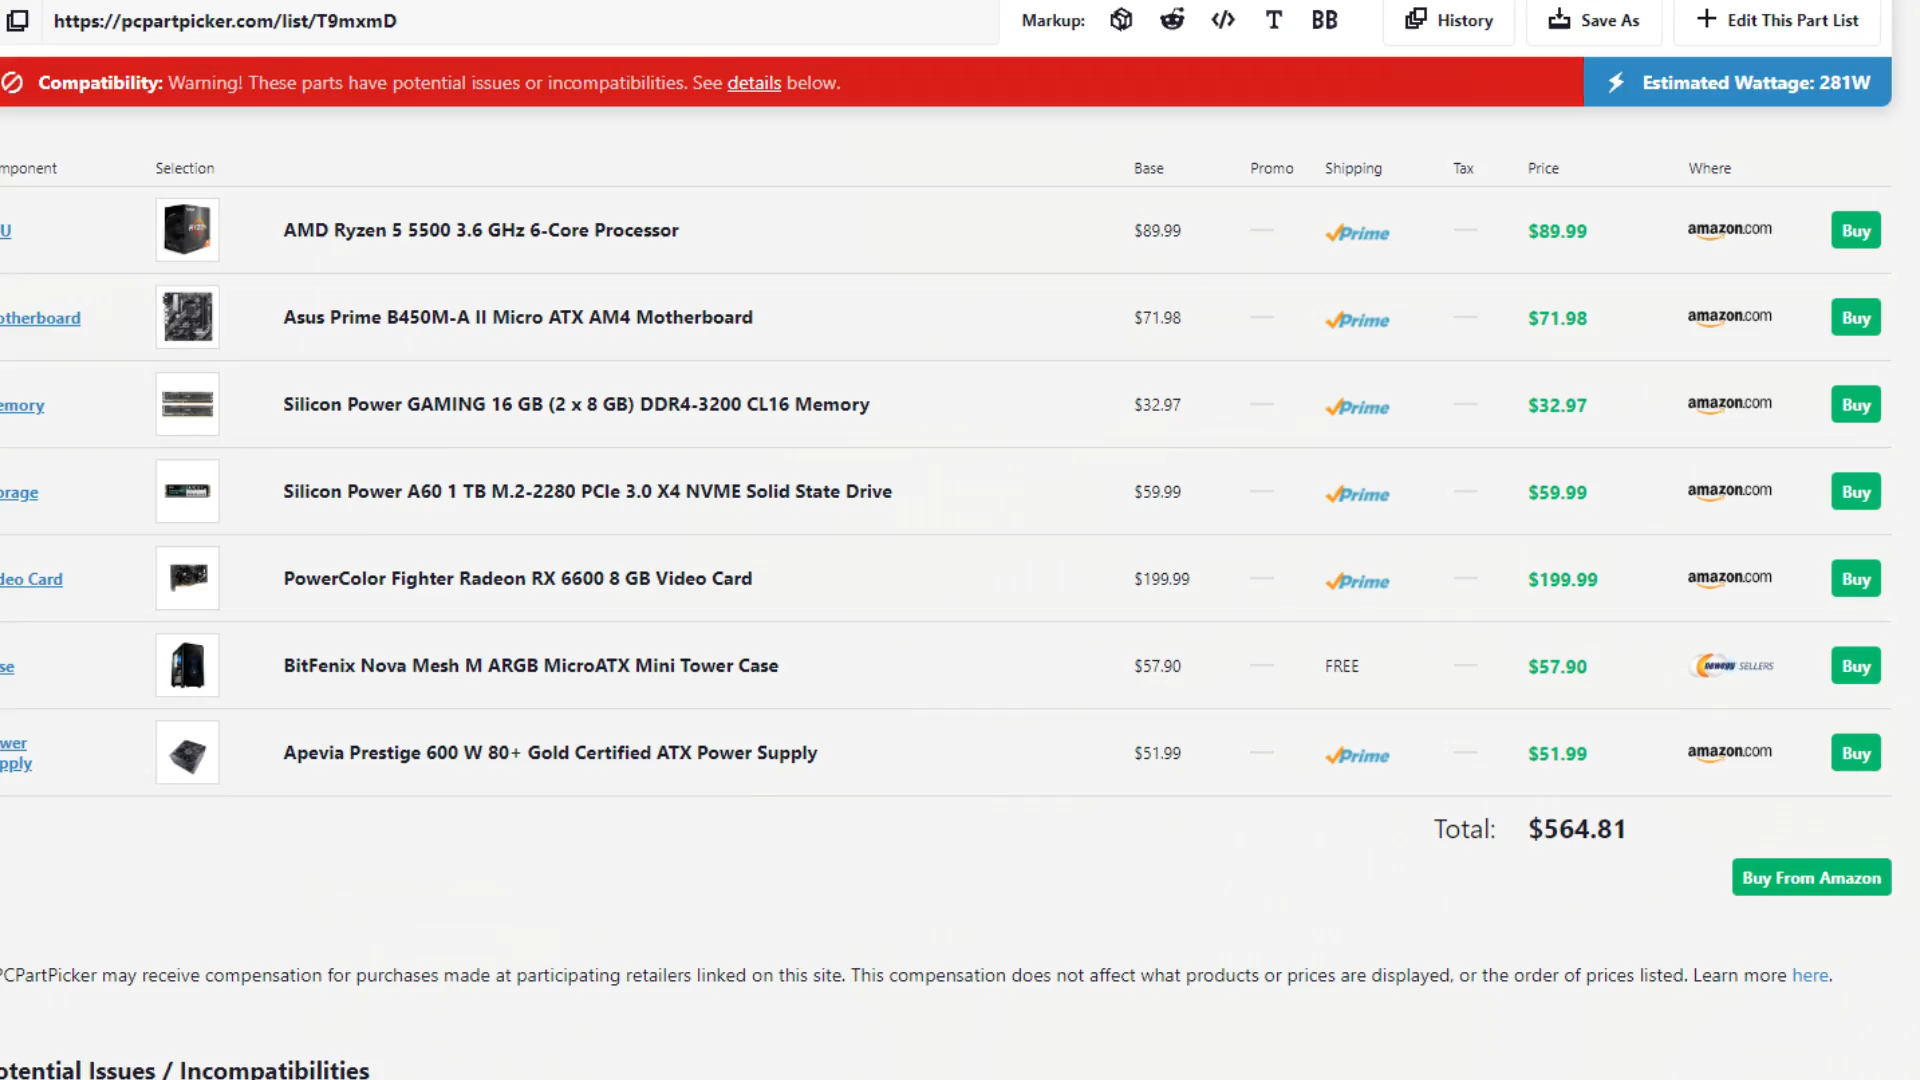 https://pcpartpicker.com/list/T9mxmD Markup: T BB History Save As Edit This Part List
Compatibility: Warning! These parts have potential issues or incompatibilities. See details below. Estimated Wattage: 281W
mponent Selection Base Promo Shipping Tax Price Where
U AMD Ryzen 5 5500 3.6 GHz 6-Core Processor $89.99 — Prime — $89.99 amazon.com Buy
otherboard Asus Prime B450M-A II Micro ATX AM4 Motherboard $71.98 — Prime — $71.98 amazon.com Buy
emory Silicon Power GAMING 16 GB (2 x 8 GB) DDR4-3200 CL16 Memory $32.97 — Prime — $32.97 amazon.com Buy
orage Silicon Power A60 1 TB M.2-2280 PCIe 3.0 X4 NVME Solid State Drive $59.99 — Prime — $59.99 amazon.com Buy
deo Card PowerColor Fighter Radeon RX 6600 8 GB Video Card $199.99 — Prime — $199.99 amazon.com Buy
se BitFenix Nova Mesh M ARGB MicroATX Mini Tower Case $57.90 — FREE — $57.90 newegg SELLERS Buy
wer
pply Apevia Prestige 600 W 80+ Gold Certified ATX Power Supply $51.99 — Prime — $51.99 amazon.com Buy
Total: $564.81
Buy From Amazon
PCPartPicker may receive compensation for purchases made at participating retailers linked on this site. This compensation does not affect what products or prices are displayed, or the order of prices listed. Learn more here.
otential Issues / Incompatibilities